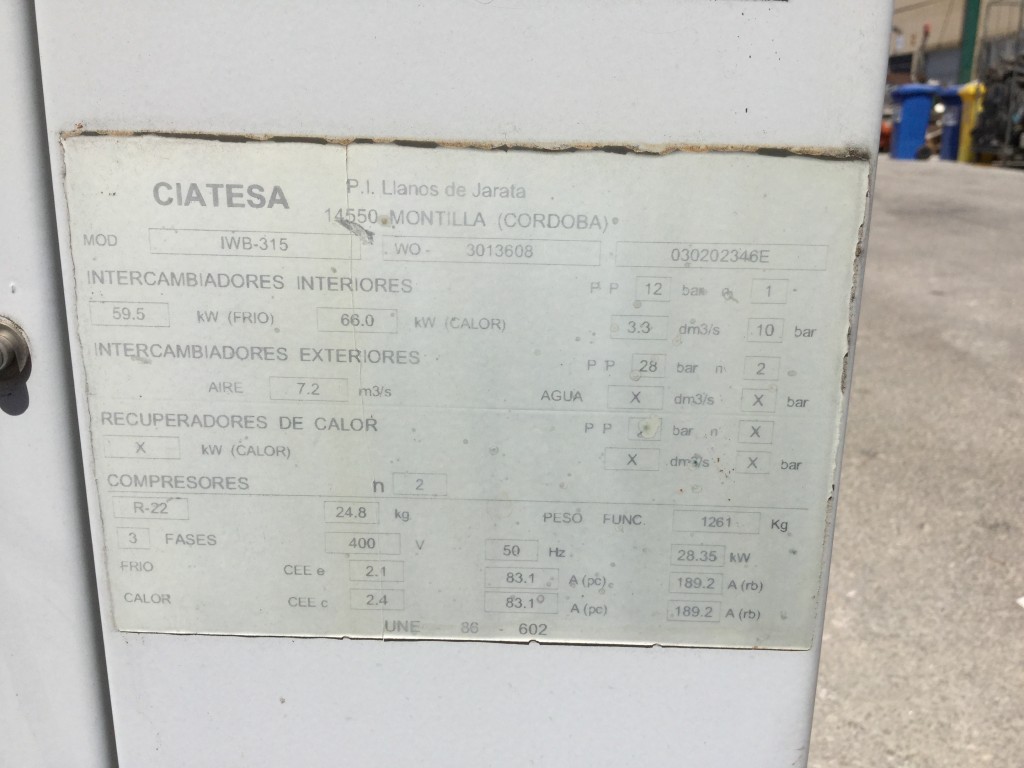 CIATESA P.I. Llanos de Jarata
14550 MONTILLA (CORDOBA)
MOD IWB-315 WO - 3013608 030202346E
INTERCAMBIADORES INTERIORES P P 12 bar 1
59.5 kW (FRIO) 66.0 kW (CALOR) 3.3 dm3/s 10 bar
INTERCAMBIADORES EXTERIORES P P 28 bar n 2
AIRE 7.2 m3/s AGUA X dm3/s X bar
RECUPERADORES DE CALOR P P bar n X
X kW (CALOR) X dm3/s X bar
COMPRESORES n 2
R-22 24.8 kg PESO FUNC. 1261 Kg
3 FASES 400 V 50 Hz 28.35 kW
FRIO CEE e 2.1 83.1 A (pc) 189.2 A (rb)
CALOR CEE c 2.4 83.1 A (pc) 189.2 A (rb)
UNE 86 - 602